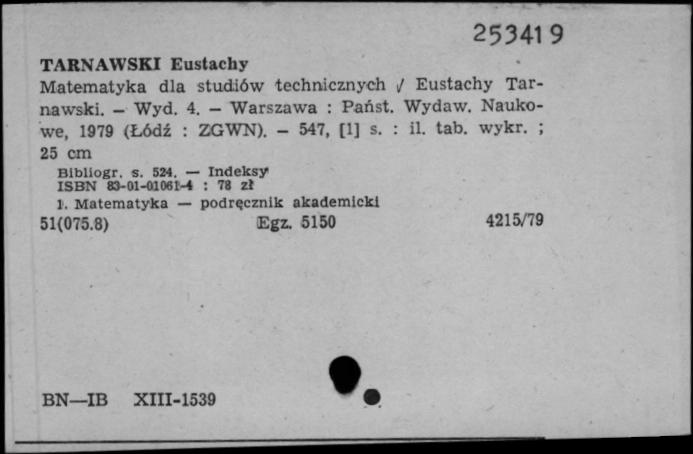 253419
TARNAWSKI Eustachy
Matematyka dla studiów technicznych / Eustachy Tar-
nawski. — Wyd. 4. — Warszawa : Państ. Wydaw. Nauko-
we, 1979 (Łódź : ZGWN). — 547, [1] s. : il. tab. wykr. ;
25 cm
Bibliogr. s. 524. — Indeksy
ISBN 83-01-01061-4 : 78 zł
1. Matematyka — podręcznik akademicki
51(075.8) Egz. 5150 4215/79
BN—IB XIII-1539